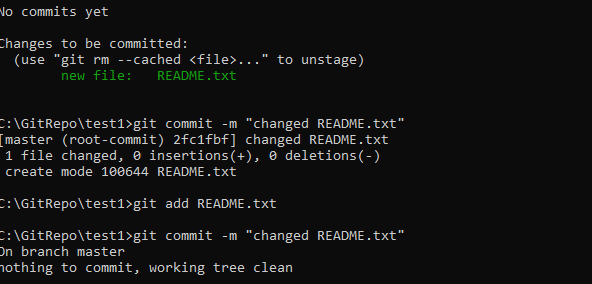 No commits yet
Changes to be committed:
(use "git rm --cached <file>..." to unstage)
new file: README.txt
C:\GitRepo\test1>git commit -m "changed README.txt"
[master (root-commit) 2fc1fbf] changed README.txt
1 file changed, 0 insertions(+), 0 deletions(-)
create mode 100644 README.txt
C:\GitRepo\test1>git add README.txt
C:\GitRepo\test1>git commit -m "changed README.txt"
On branch master
nothing to commit, working tree clean